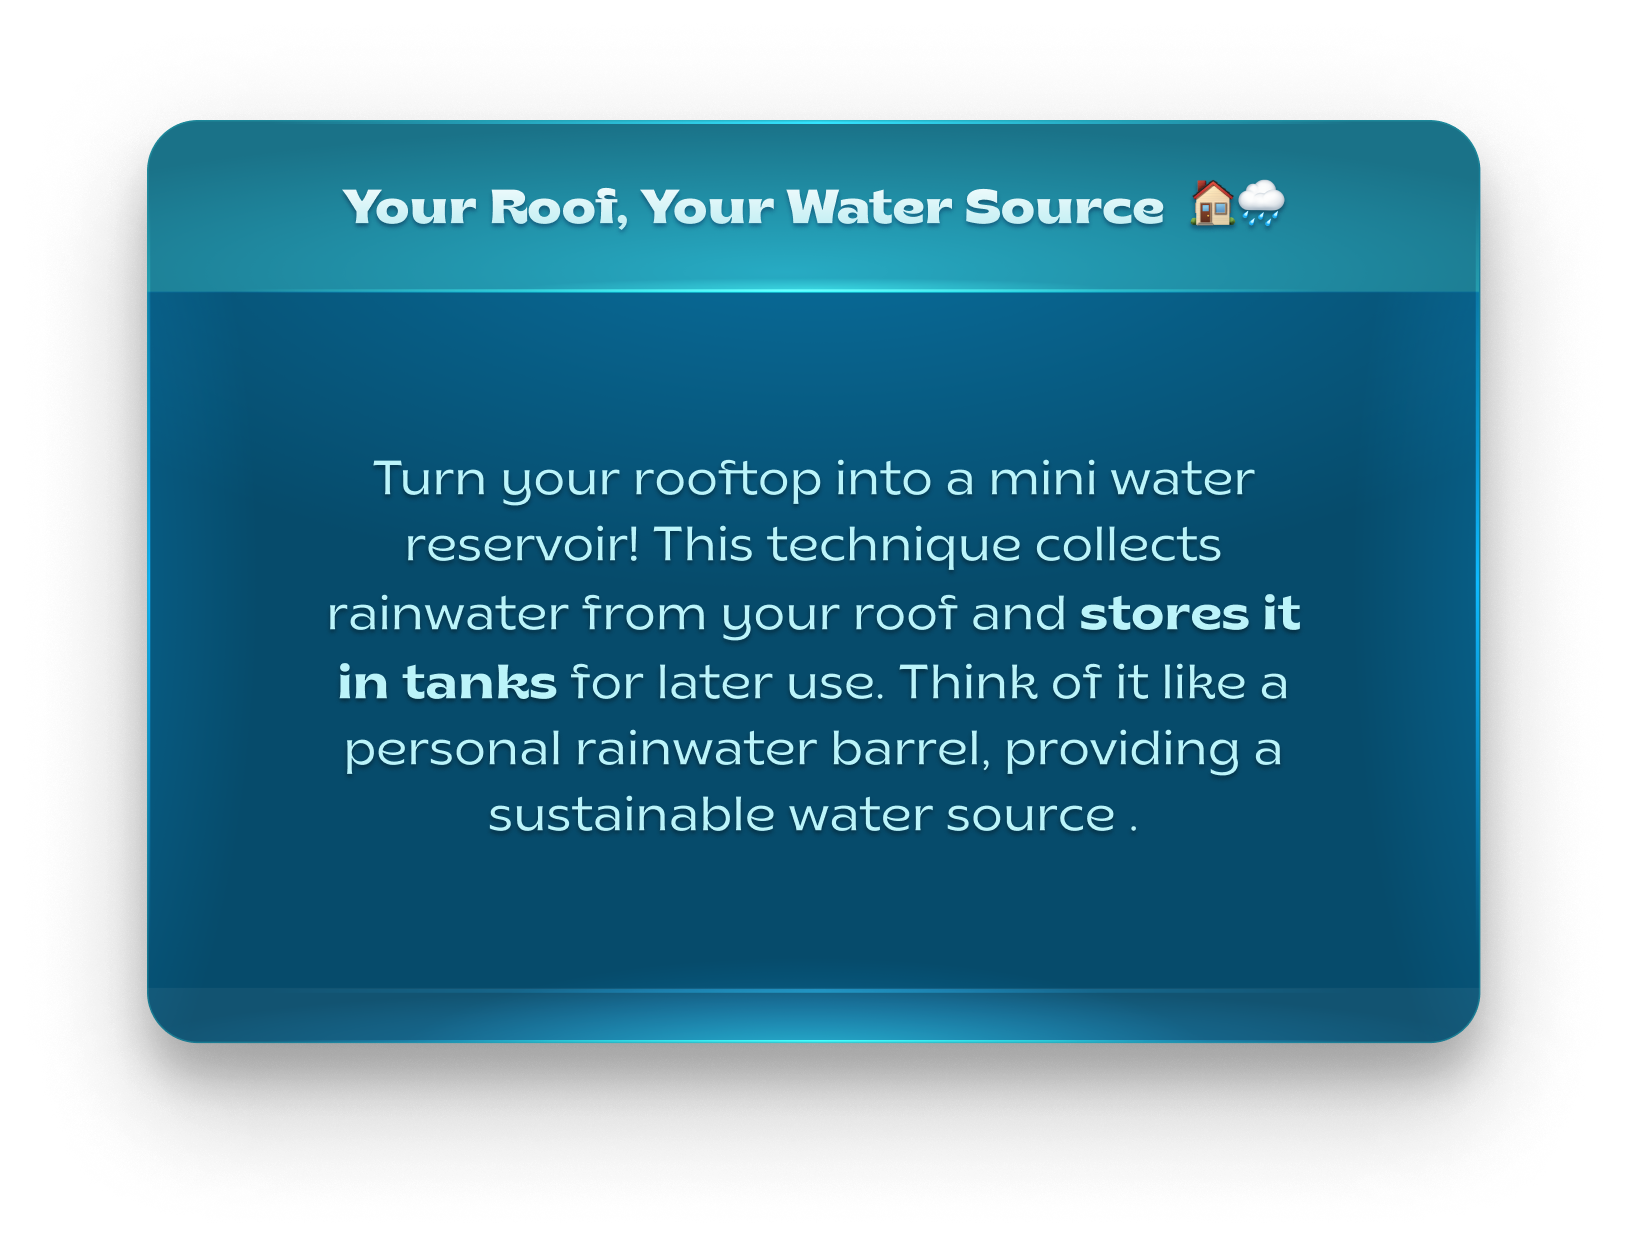 Your Roof, Your Water Source 🏠🌧️
Turn your rooftop into a mini water
reservoir! This technique collects
rainwater from your roof and stores it
in tanks for later use. Think of it like a
personal rainwater barrel, providing a
sustainable water source .